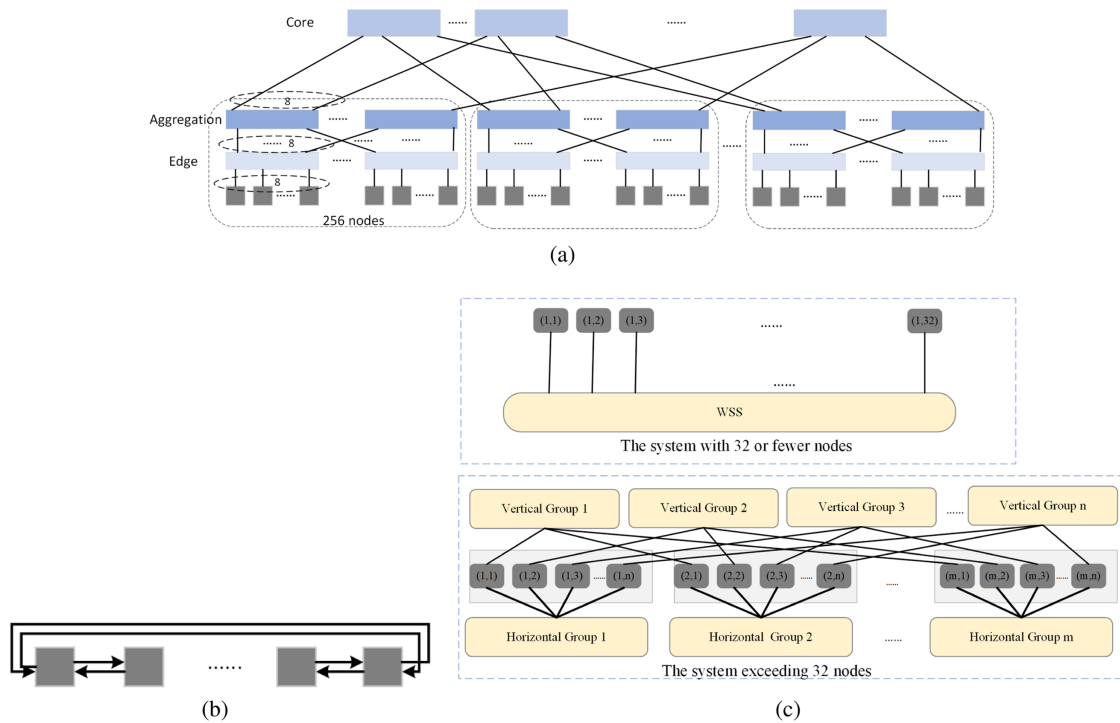 Core ...... ...... 
8
Aggregation ...... ...... ......
...... 8 ...... ...... ...... ...... ...... ......
Edge ...... ...... ......
8
...... ...... ...... ...... ...... ......
256 nodes
(a)
(1,1) (1,2) (1,3) ...... (1,32)
......
WSS
The system with 32 or fewer nodes
Vertical Group 1 Vertical Group 2 Vertical Group 3 ...... Vertical Group n
(1,1) (1,2) (1,3) ...... (1,n) (2,1) (2,2) (2,3) ...... (2,n) ...... (m,1) (m,2) (m,3) ...... (m,n)
Horizontal Group 1 Horizontal Group 2 ...... Horizontal Group m
The system exceeding 32 nodes
......
(b) (c)